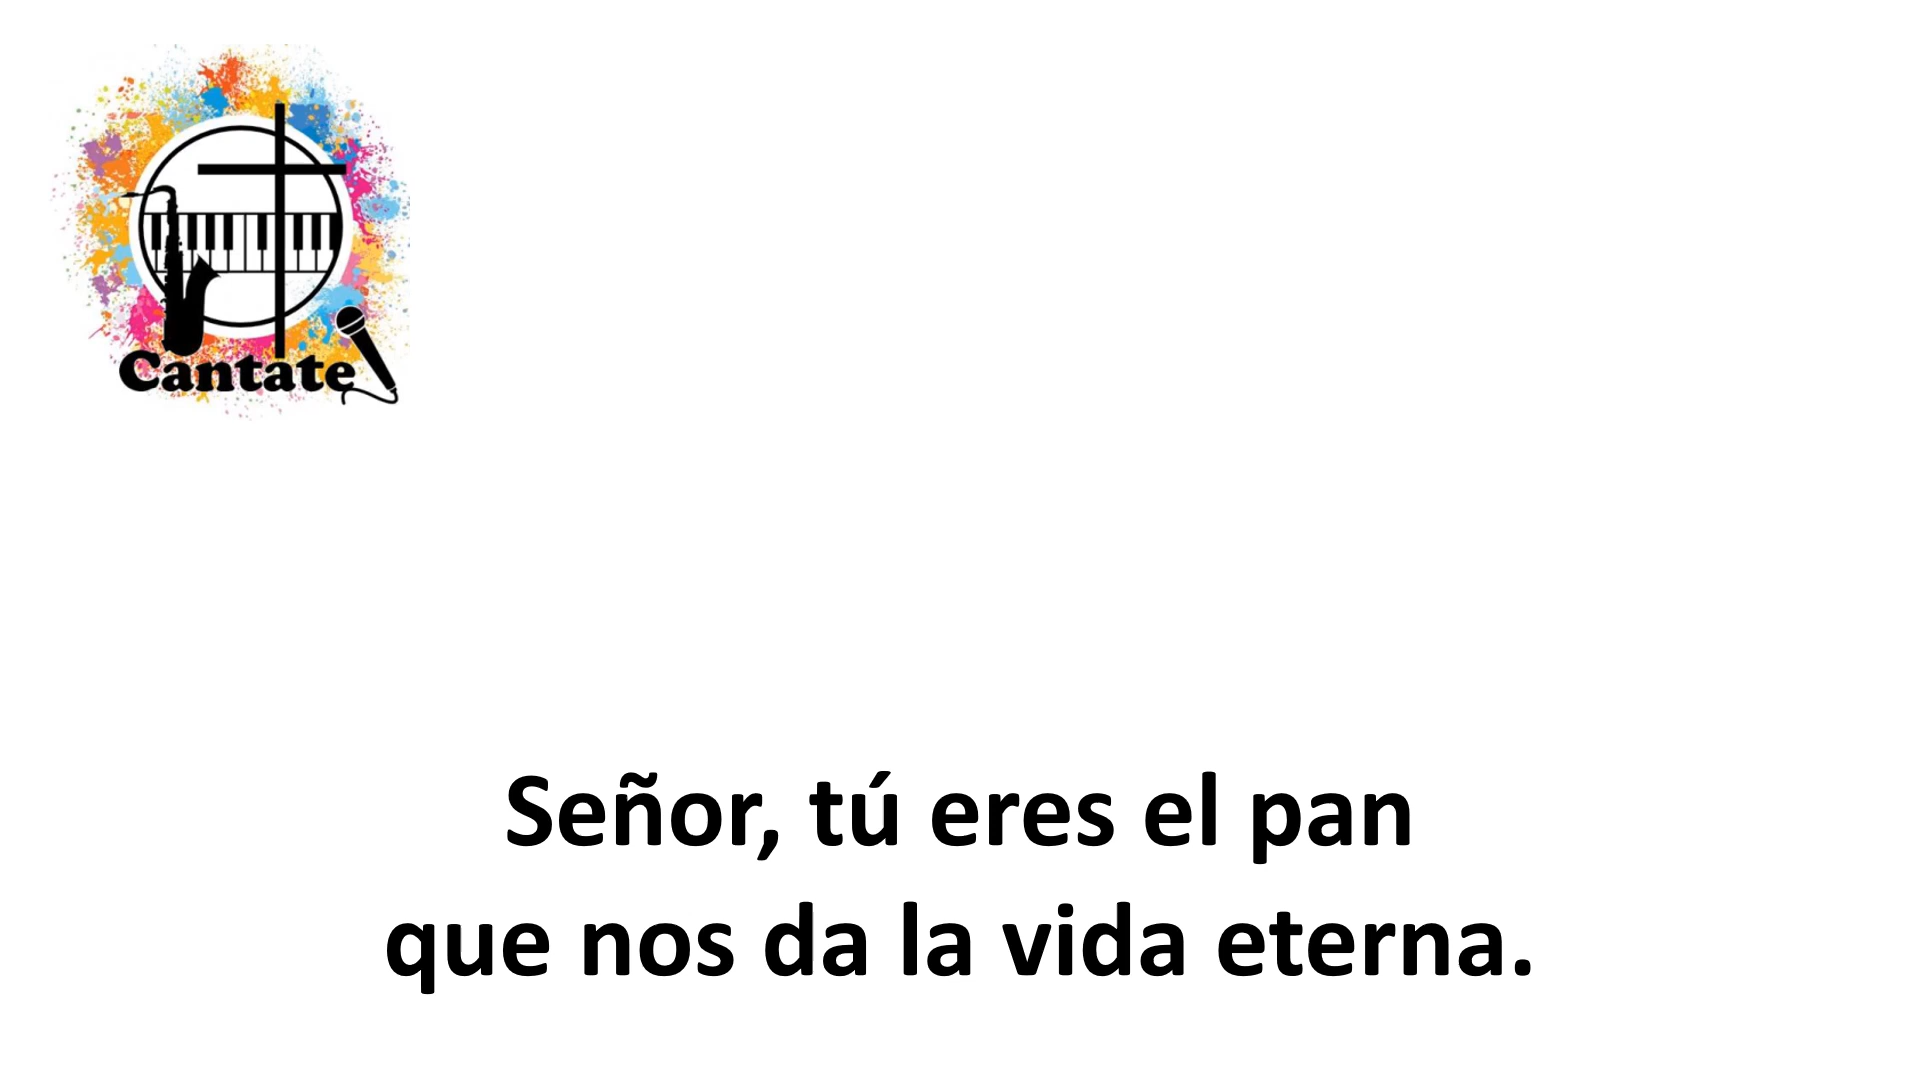 Cantate
Señor, tú eres el pan
que nos da la vida eterna.